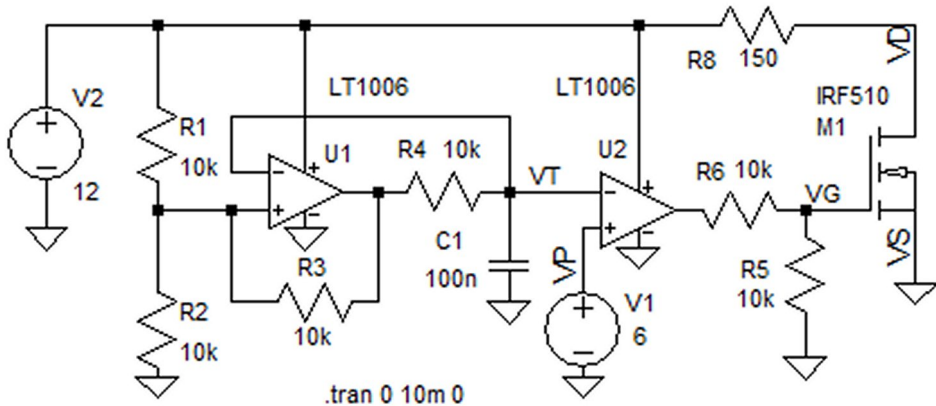 V2
12
R1
10k
R2
10k
LT1006
U1
R3
10k
R4
10k
C1
100n
VT
LT1006
U2
VP
V1
6
R6
10k
VG
R5
10k
R8
150
VD
IRF510
M1
VS
.tran 0 10m 0